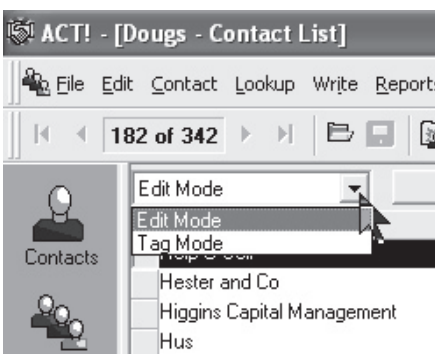 ACT! - [Dougs - Contact List]
File Edit Contact Lookup Write Reports
182 of 342
Edit Mode
Edit Mode
Tag Mode
Contacts
Hester and Co
Higgins Capital Management
Hus